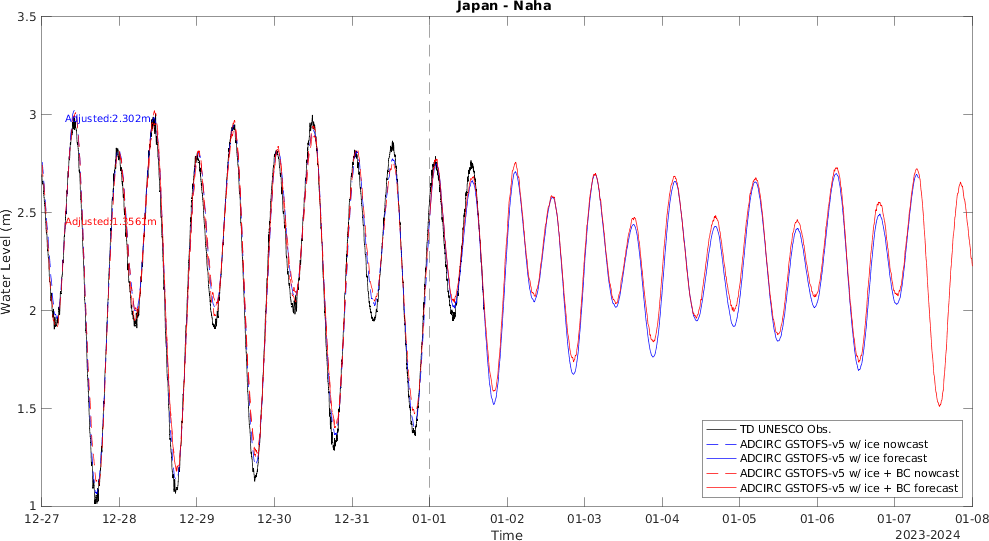 Japan - Naha
3.5
3
2.5
2
1.5
1
Water Level (m)
Adjusted:2.302m
Adjusted:1.3561m
TD UNESCO Obs.
ADCIRC GSTOFS-v5 w/ ice nowcast
ADCIRC GSTOFS-v5 w/ ice forecast
ADCIRC GSTOFS-v5 w/ ice + BC nowcast
ADCIRC GSTOFS-v5 w/ ice + BC forecast
12-27 12-28 12-29 12-30 12-31 01-01 01-02 01-03 01-04 01-05 01-06 01-07 01-08
Time
2023-2024